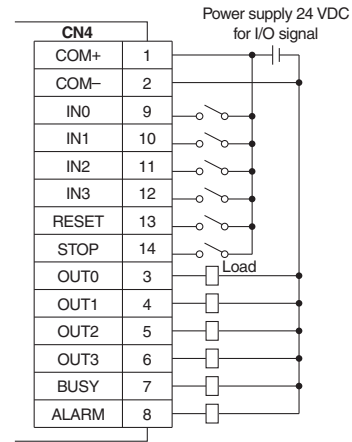 Power supply 24 VDC
for I/O signal
CN4
COM+ 1
COM– 2
IN0 9
IN1 10
IN2 11
IN3 12
RESET 13
STOP 14
Load
OUT0 3
OUT1 4
OUT2 5
OUT3 6
BUSY 7
ALARM 8